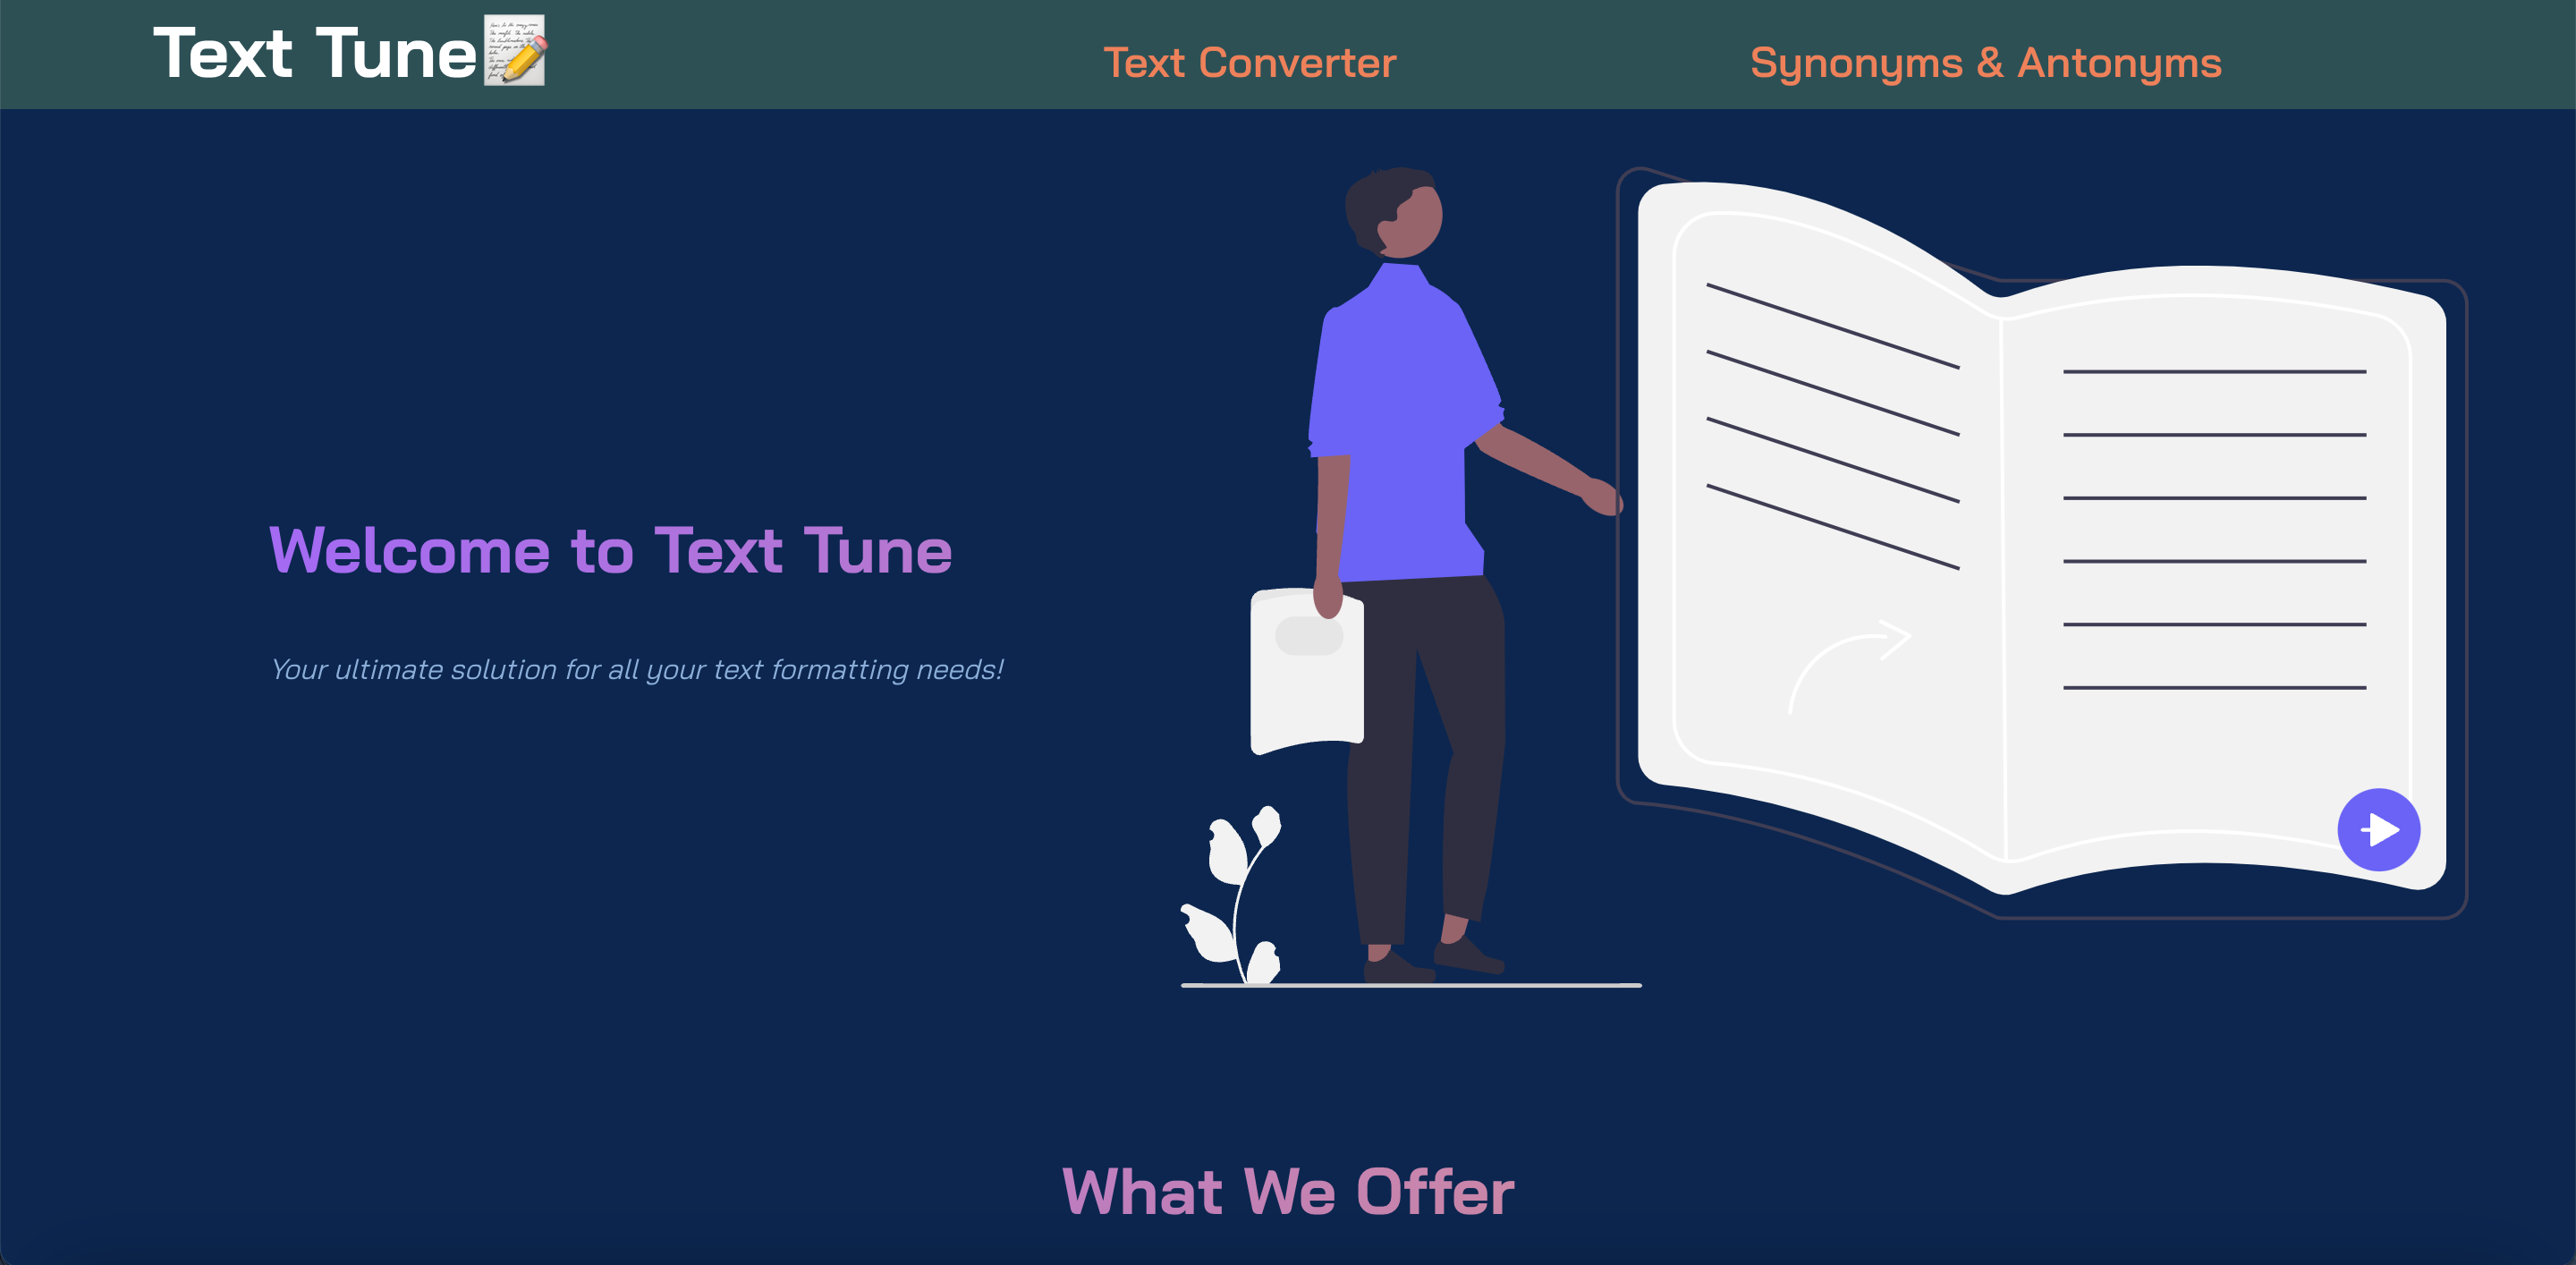 Text Tune
Text Converter
Synonyms & Antonyms
Welcome to Text Tune
Your ultimate solution for all your text formatting needs!
What We Offer